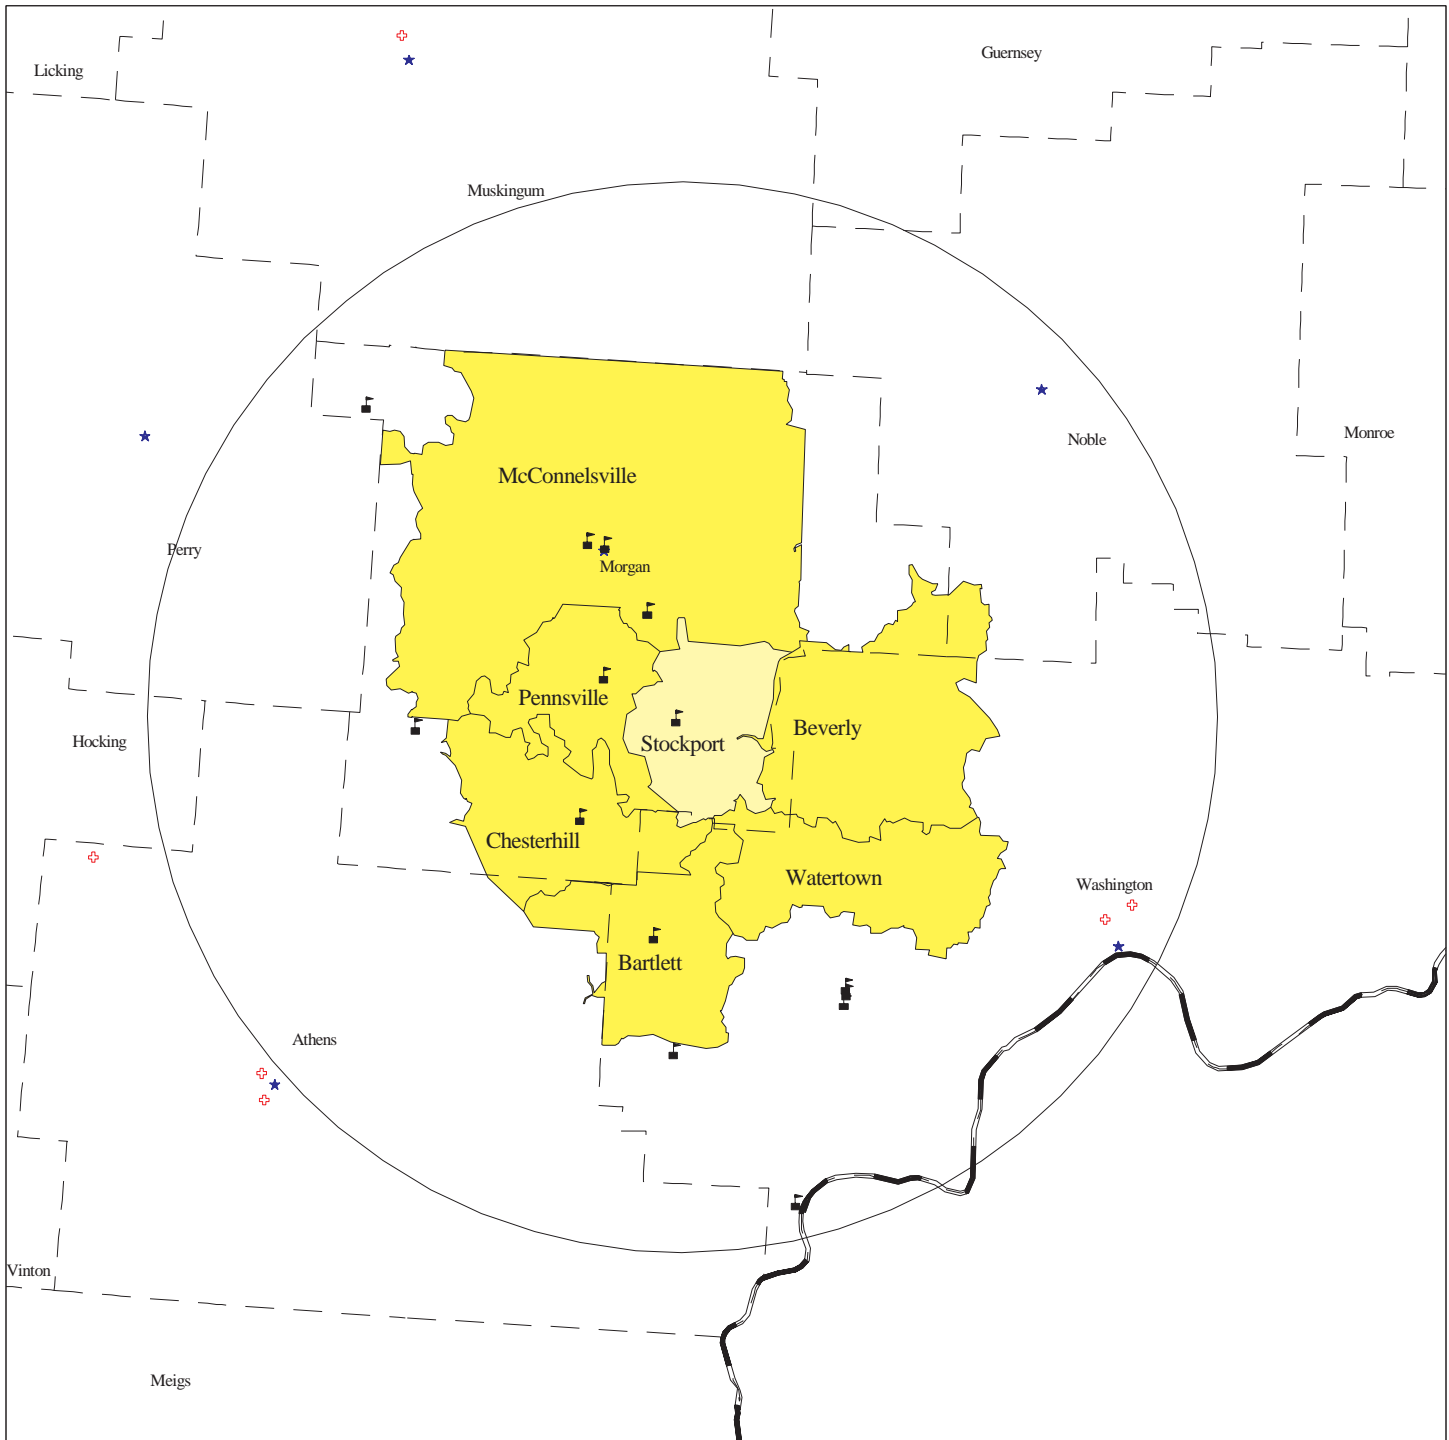 Guernsey
Licking
Muskingum
Monroe
Noble
McConnelsville
Perry
Morgan
Pennsville
Beverly
Hocking
Stockport
Chesterhill
Watertown
Washington
Bartlett
Athens
Vinton
Meigs